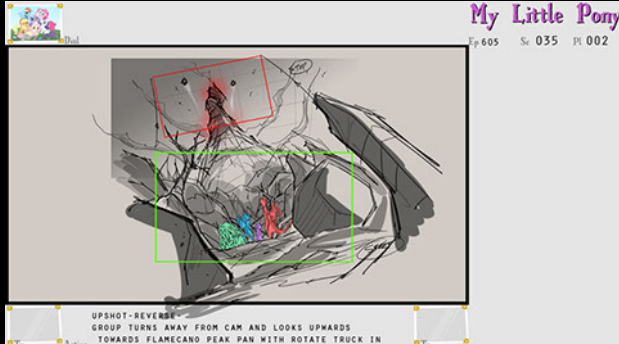 My Little Pony
Ep 605 Sc 035 Pl 002
UPSHOT-REVERSE-
GROUP TURNS AWAY FROM CAM AND LOOKS UPWARDS
TOWARDS FLAMECANO PEAK PAN WITH ROTATE TRUCK IN